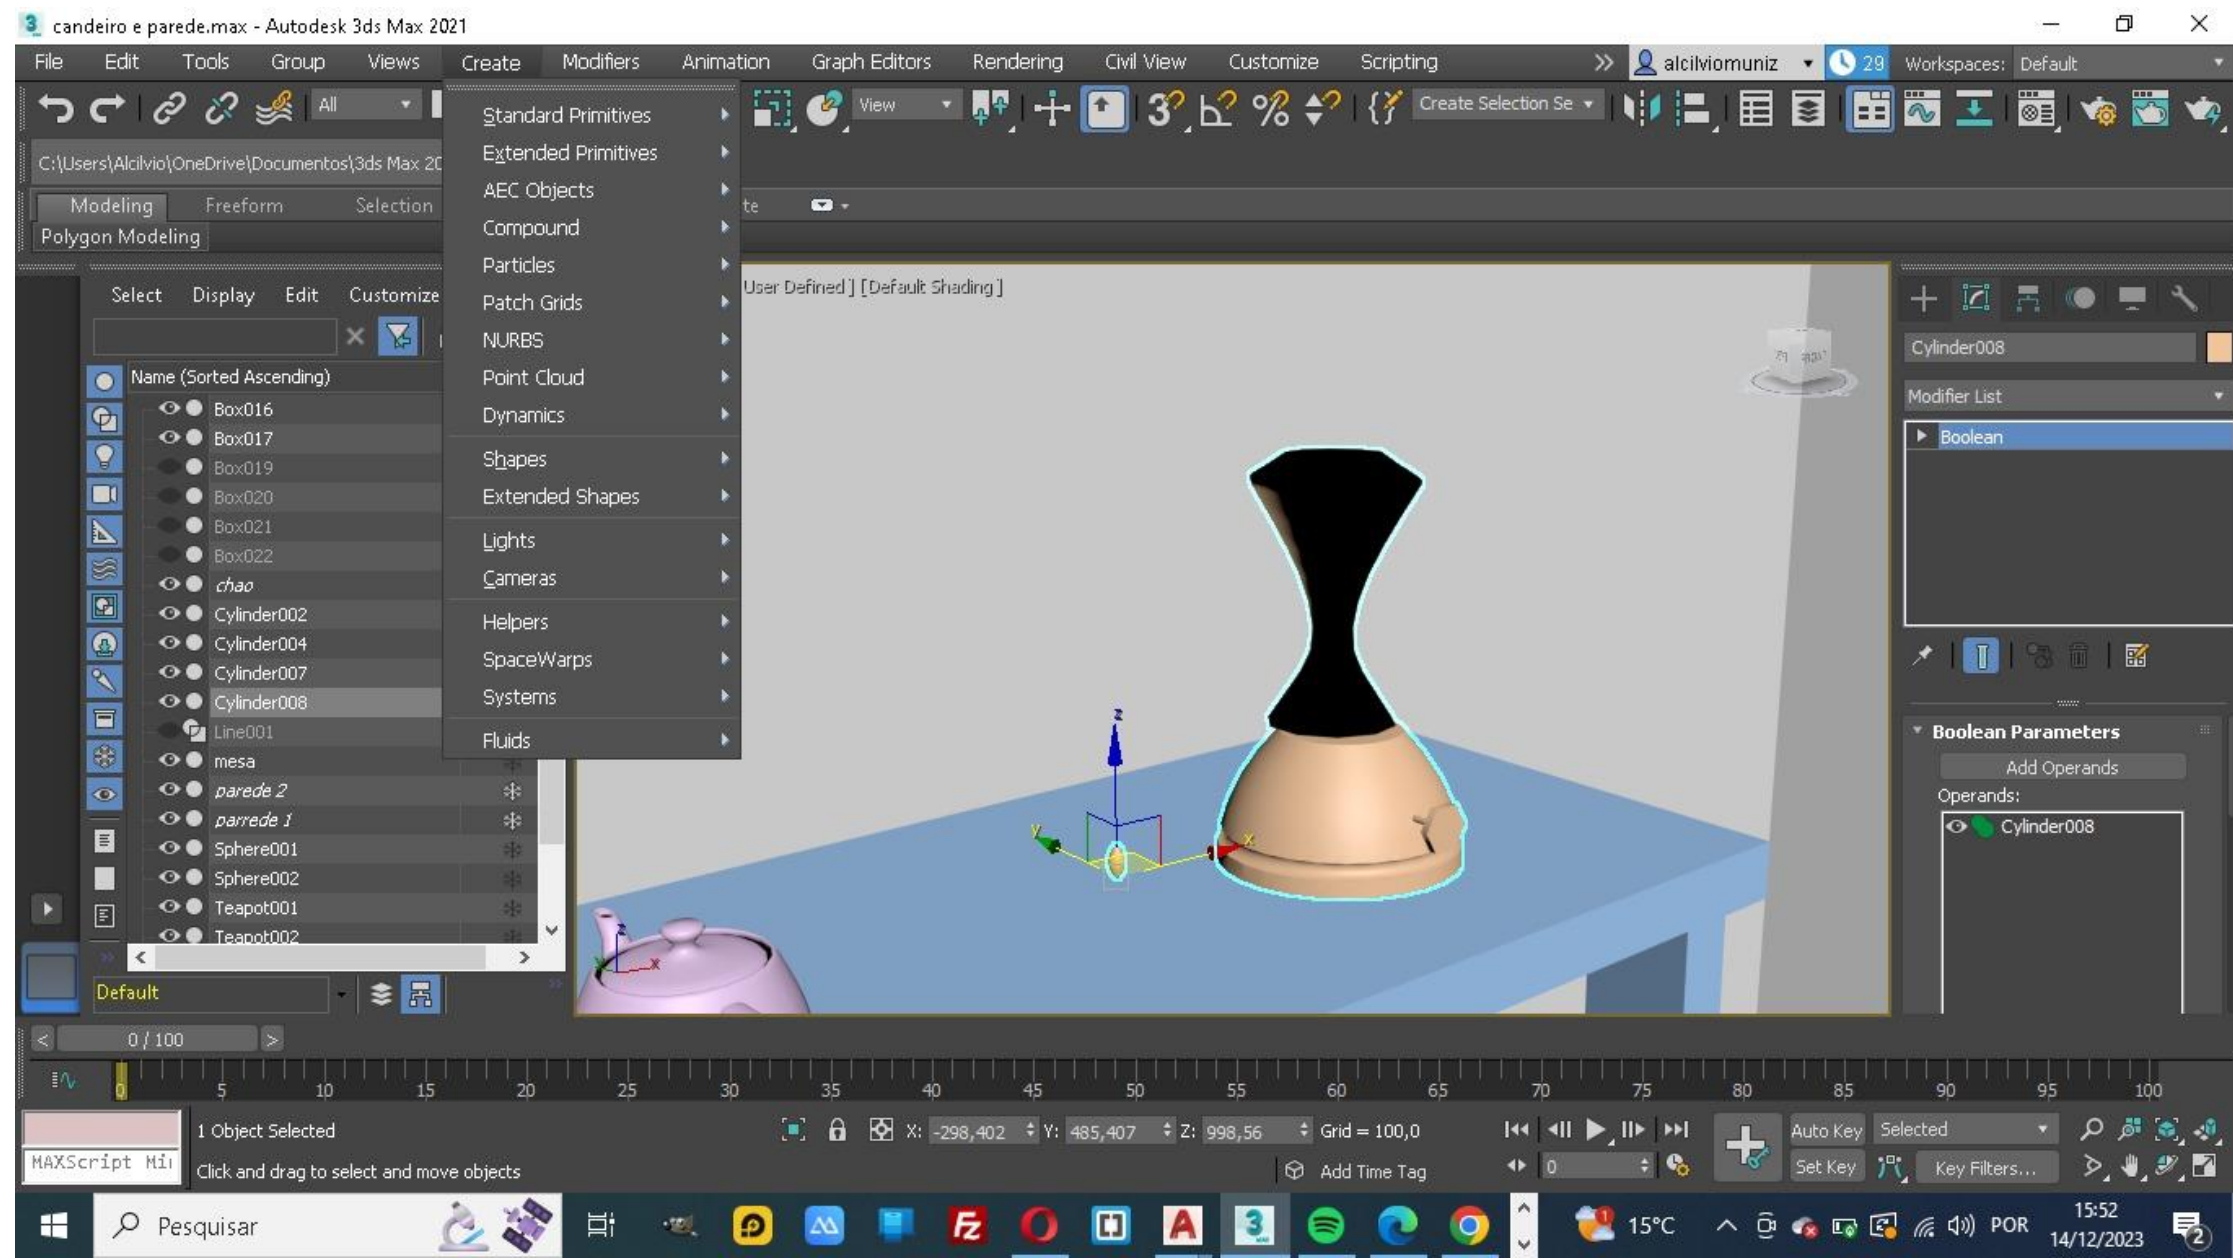 candeiro e parede.max - Autodesk 3ds Max 2021
File Edit Tools Group Views Create Modifiers Animation Graph Editors Rendering Civil View Customize Scripting alcilviomuniz 29 Workspaces: Default
All View Create Selection Se
C:\Users\Alcilvio\OneDrive\Documentos\3ds Max 20
Modeling Freeform Selection te
Polygon Modeling
Standard Primitives
Extended Primitives
AEC Objects
Compound
Particles
Patch Grids
NURBS
Point Cloud
Dynamics
Shapes
Extended Shapes
Lights
Cameras
Helpers
SpaceWarps
Systems
Fluids
Select Display Edit Customize
Name (Sorted Ascending)
Box016
Box017
Box019
Box020
Box021
Box022
chao
Cylinder002
Cylinder004
Cylinder007
Cylinder008
Line001
mesa
parede 2
parrede 1
Sphere001
Sphere002
Teapot001
Teapot002
Default
User Defined ] [Default Shading ]
z
y
x
z
x
Cylinder008
Modifier List
Boolean
Boolean Parameters
Add Operands
Operands:
Cylinder008
0 / 100
0 5 10 15 20 25 30 35 40 45 50 55 60 65 70 75 80 85 90 95 100
1 Object Selected X: -298,402 Y: 485,407 Z: 998,56 Grid = 100,0 Auto Key Selected
MAXScript Mi
Click and drag to select and move objects Add Time Tag 0 Set Key Key Filters...
Pesquisar 15°C POR 15:52
14/12/2023 2